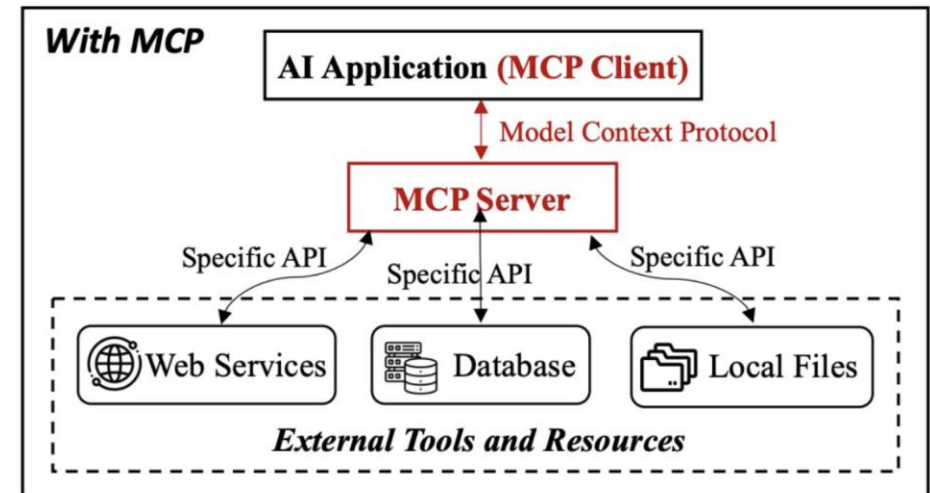 With MCP
AI Application (MCP Client)
Model Context Protocol
MCP Server
Specific API
Specific API
Specific API
Web Services
Database
Local Files
External Tools and Resources